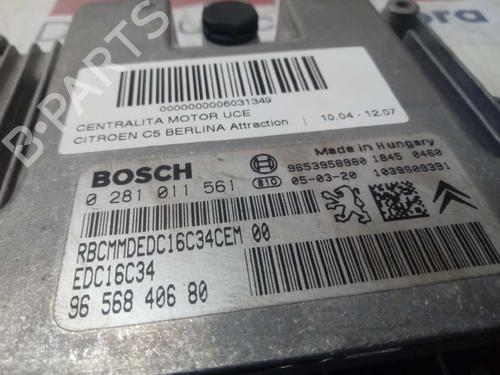 0000000006031349
CENTRALITA MOTOR UCE
CITROEN C5 BERLINA Attraction | 10.04 - 12.07
BOSCH
Made in Hungary
0 281 011 561 B10 9653958980 1845 0460
05-03-20 1039S09391
RBCMMDEDC16C34CEM 00
EDC16C34
96 568 406 80
B-PARTS